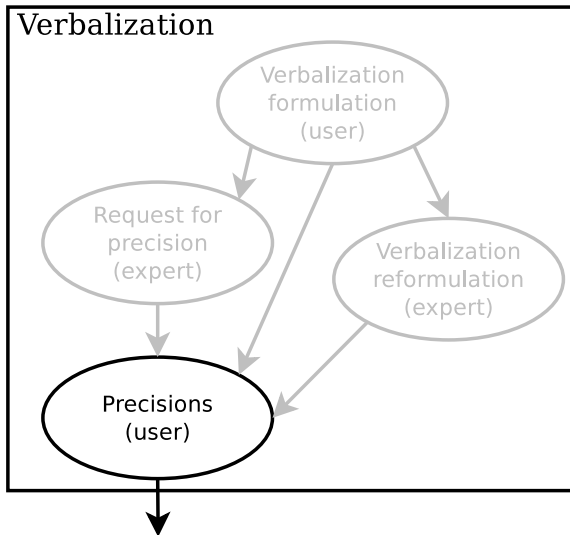 Verbalization
Verbalization
formulation
(user)
Request for
precision
(expert)
Verbalization
reformulation
(expert)
Precisions
(user)